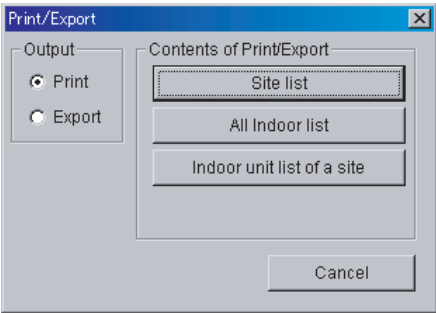 Print/Export
Output
Print
Export
Contents of Print/Export
Site list
All Indoor list
Indoor unit list of a site
Cancel